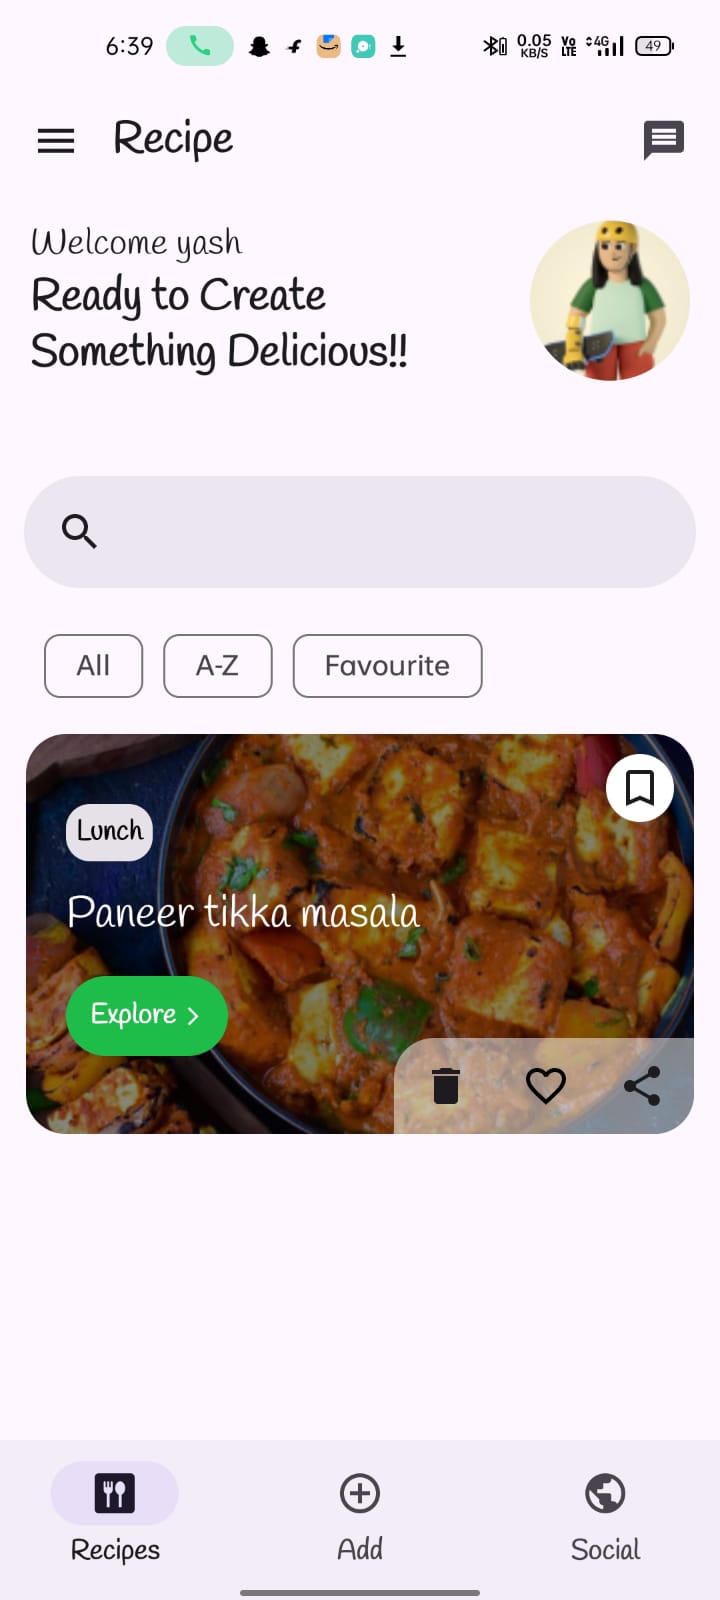 6:39 0.05 KB/S Vo LTE 4G 49
Recipe
Welcome yash
Ready to Create
Something Delicious!!
All A-Z Favourite
Lunch
Paneer tikka masala
Explore >
Recipes Add Social